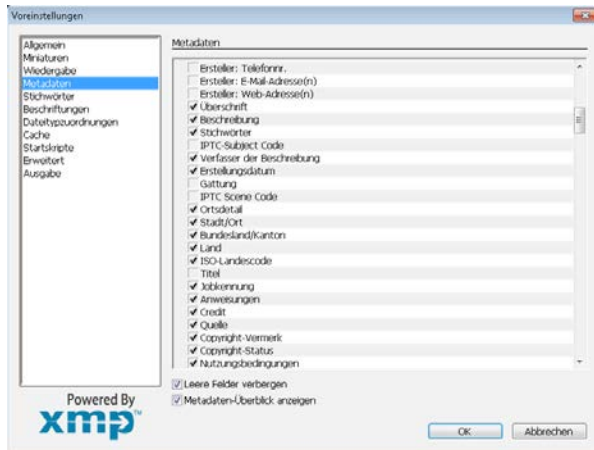 Voreinstellungen
Allgemein
Miniaturen
Wiedergabe
Metadaten
Stichwörter
Beschriftungen
Dateitypzuordnungen
Cache
Startskripte
Erweitert
Ausgabe
Powered By
xmp™
Metadaten
Ersteller: Telefonnr.
Ersteller: E-Mail-Adresse(n)
Ersteller: Web-Adresse(n)
Überschrift
Beschreibung
Stichwörter
IPTC-Subject Code
Verfasser der Beschreibung
Erstellungsdatum
Gattung
IPTC Scene Code
Ortsdetail
Stadt/Ort
Bundesland/Kanton
Land
ISO-Landescode
Titel
Jobkennung
Anweisungen
Credit
Quelle
Copyright-Vermerk
Copyright-Status
Nutzungsbedingungen
Leere Felder verbergen
Metadaten-Überblick anzeigen
OK
Abbrechen